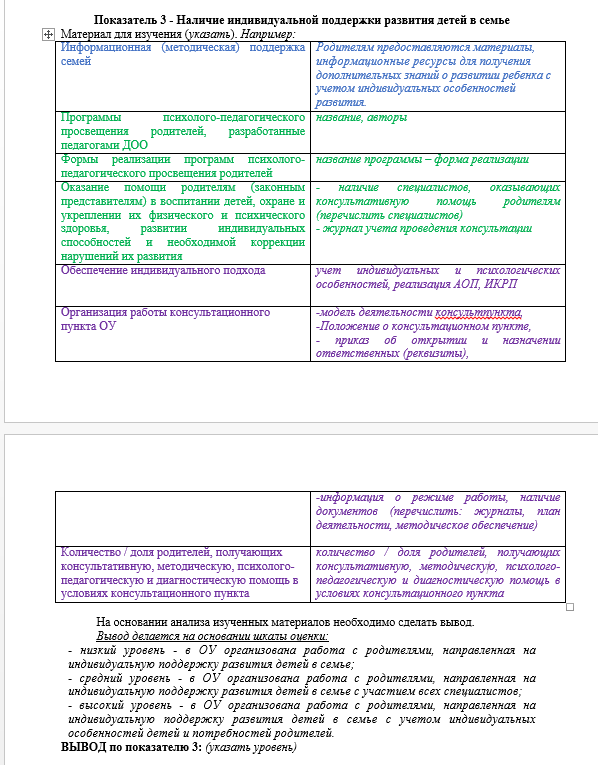 Показатель 3 - Наличие индивидуальной поддержки развития детей в семье
Материал для изучения (указать). Например:
Информационная (методическая) поддержка
семей
Родителям предоставляются материалы,
информационные ресурсы для получения
дополнительных знаний о развитии ребенка с
учетом индивидуальных особенностей
развития.
Программы психолого-педагогического
просвещения родителей, разработанные
педагогами ДОО
название, авторы
Формы реализации программ психолого-
педагогического просвещения родителей
название программы – форма реализации
Оказание помощи родителям (законным
представителям) в воспитании детей, охране и
укреплении их физического и психического
здоровья, развитии индивидуальных
способностей и необходимой коррекции
нарушений их развития
- наличие специалистов, оказывающих
консультативную помощь родителям
(перечислить специалистов)
- журнал учета проведения консультации
Обеспечение индивидуального подхода
учет индивидуальных и психологических
особенностей, реализация АОП, ИКРП
Организация работы консультационного
пункта ОУ
-модель деятельности консультпункта,
-Положение о консультационном пункте,
- приказ об открытии и назначении
ответственных (реквизиты),
-информация о режиме работы, наличие
документов (перечислить: журналы, план
деятельности, методическое обеспечение)
Количество / доля родителей, получающих
консультативную, методическую, психолого-
педагогическую и диагностическую помощь в
условиях консультационного пункта
количество / доля родителей, получающих
консультативную, методическую, психолого-
педагогическую и диагностическую помощь в
условиях консультационного пункта
На основании анализа изученных материалов необходимо сделать вывод.
Вывод делается на основании шкалы оценки:
- низкий уровень - в ОУ организована работа с родителями, направленная на
индивидуальную поддержку развития детей в семье;
- средний уровень - в ОУ организована работа с родителями, направленная на
индивидуальную поддержку развития детей в семье с участием всех специалистов;
- высокий уровень - в ОУ организована работа с родителями, направленная на
индивидуальную поддержку развития детей в семье с учетом индивидуальных
особенностей детей и потребностей родителей.
ВЫВОД по показателю 3: (указать уровень)